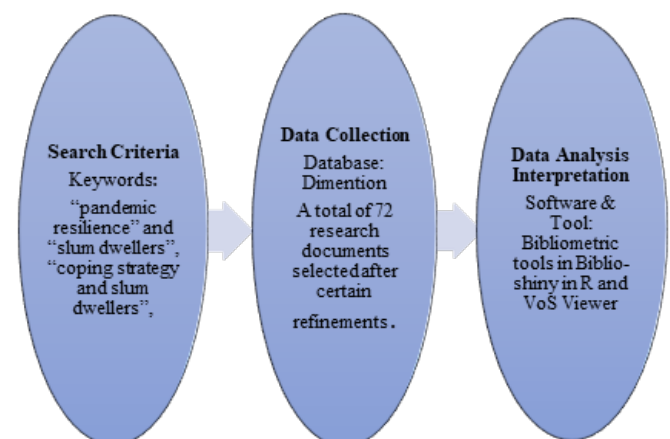 Search Criteria
Keywords:
“pandemic
resilience” and
“slum dwellers”,
“coping strategy
and slum
dwellers”,
Data Collection
Database:
Dimention
A total of 72
research
documents
selected after
certain
refinements.
Data Analysis
Interpretation
Software &
Tool:
Bibliometric
tools in Biblio-
shiny in R and
VoS Viewer